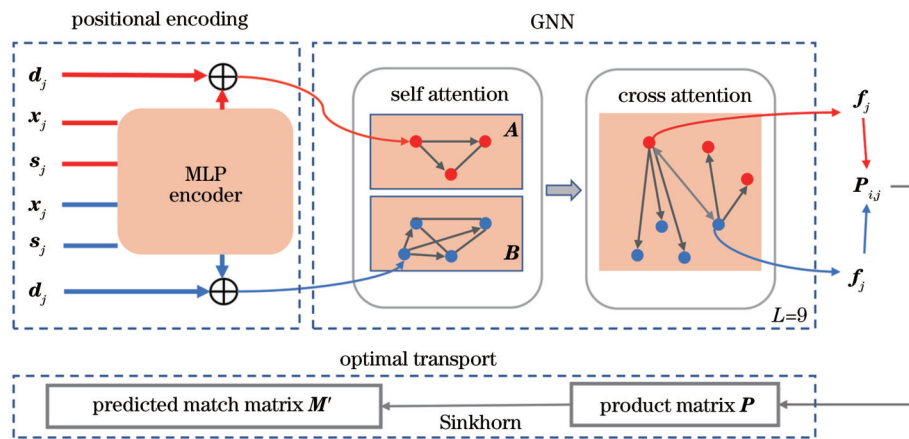 positional encoding
GNN
d_j
x_j
s_j
x_j
s_j
d_j
MLP
encoder
self attention
A
B
cross attention
f_j
P_{i,j}
f_j
L=9
optimal transport
predicted match matrix M'
Sinkhorn
product matrix P